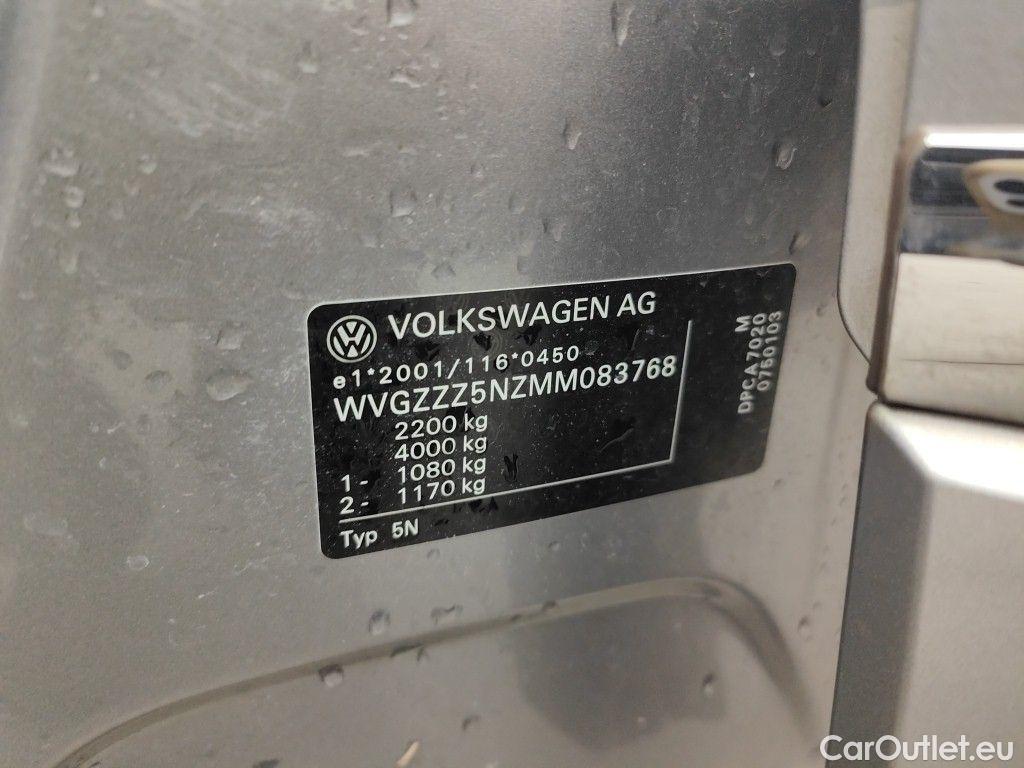 VOLKSWAGEN AG
e1*2001/116*0450
WVGZZZ5NZMM083768
2200 kg
4000 kg
1 - 1080 kg
2 - 1170 kg
Typ 5N
DPCA7020 M
0750103
CarOutlet.eu